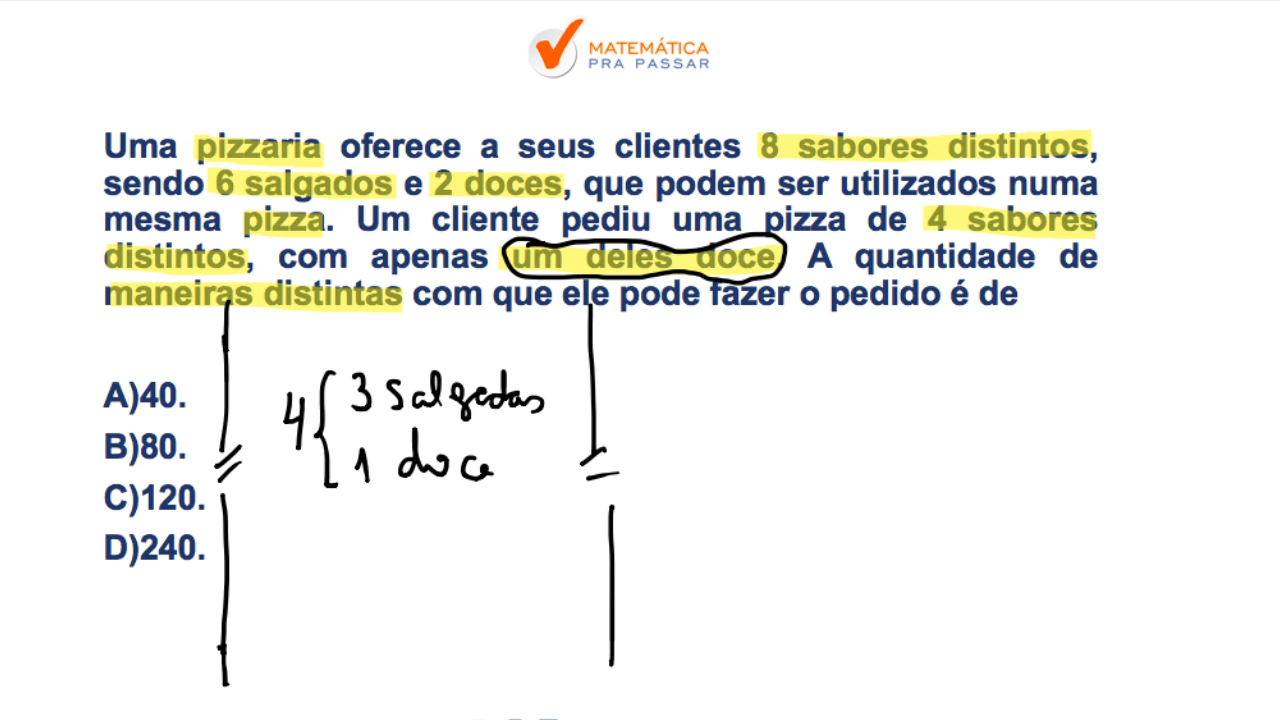 MATEMÁTICA
PRA PASSAR
Uma pizzaria oferece a seus clientes 8 sabores distintos,
sendo 6 salgados e 2 doces, que podem ser utilizados numa
mesma pizza. Um cliente pediu uma pizza de 4 sabores
distintos, com apenas um deles doce. A quantidade de
maneiras distintas com que ele pode fazer o pedido é de
A)40.
B)80.
C)120.
D)240.
4 { 3 salgadas
1 doce